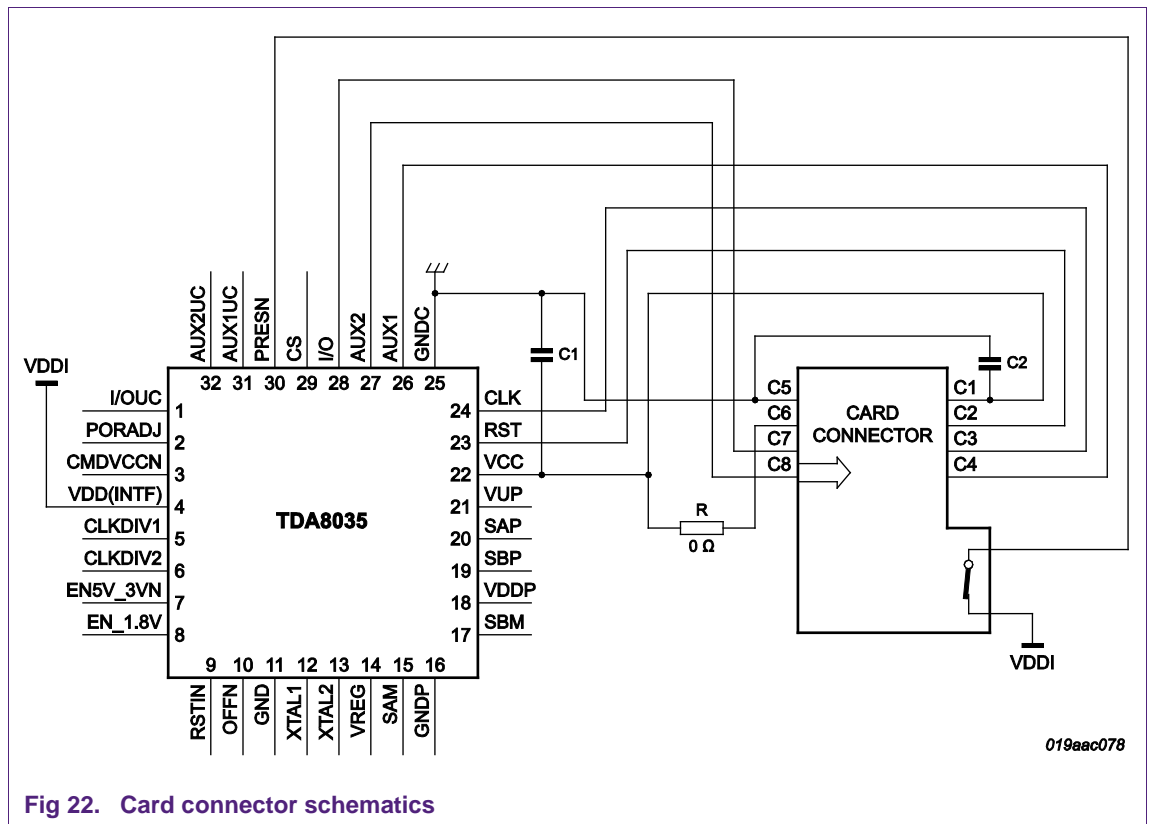 AUX2UC
AUX1UC
PRESN
CS
I/O
AUX2
AUX1
GNDC
32 31 30 29 28 27 26 25
VDDI
I/OUC 1
PORADJ 2
CMDVCCN 3
VDD(INTF) 4
CLKDIV1 5
CLKDIV2 6
EN5V_3VN 7
EN_1.8V 8
TDA8035
24 CLK
23 RST
22 VCC
21 VUP
20 SAP
19 SBP
18 VDDP
17 SBM
9 10 11 12 13 14 15 16
RSTIN
OFFN
GND
XTAL1
XTAL2
VREG
SAM
GNDP
C1
R
0 Ω
C2
C5
C6
C7
C8
CARD
CONNECTOR
C1
C2
C3
C4
VDDI
019aac078
Fig 22. Card connector schematics